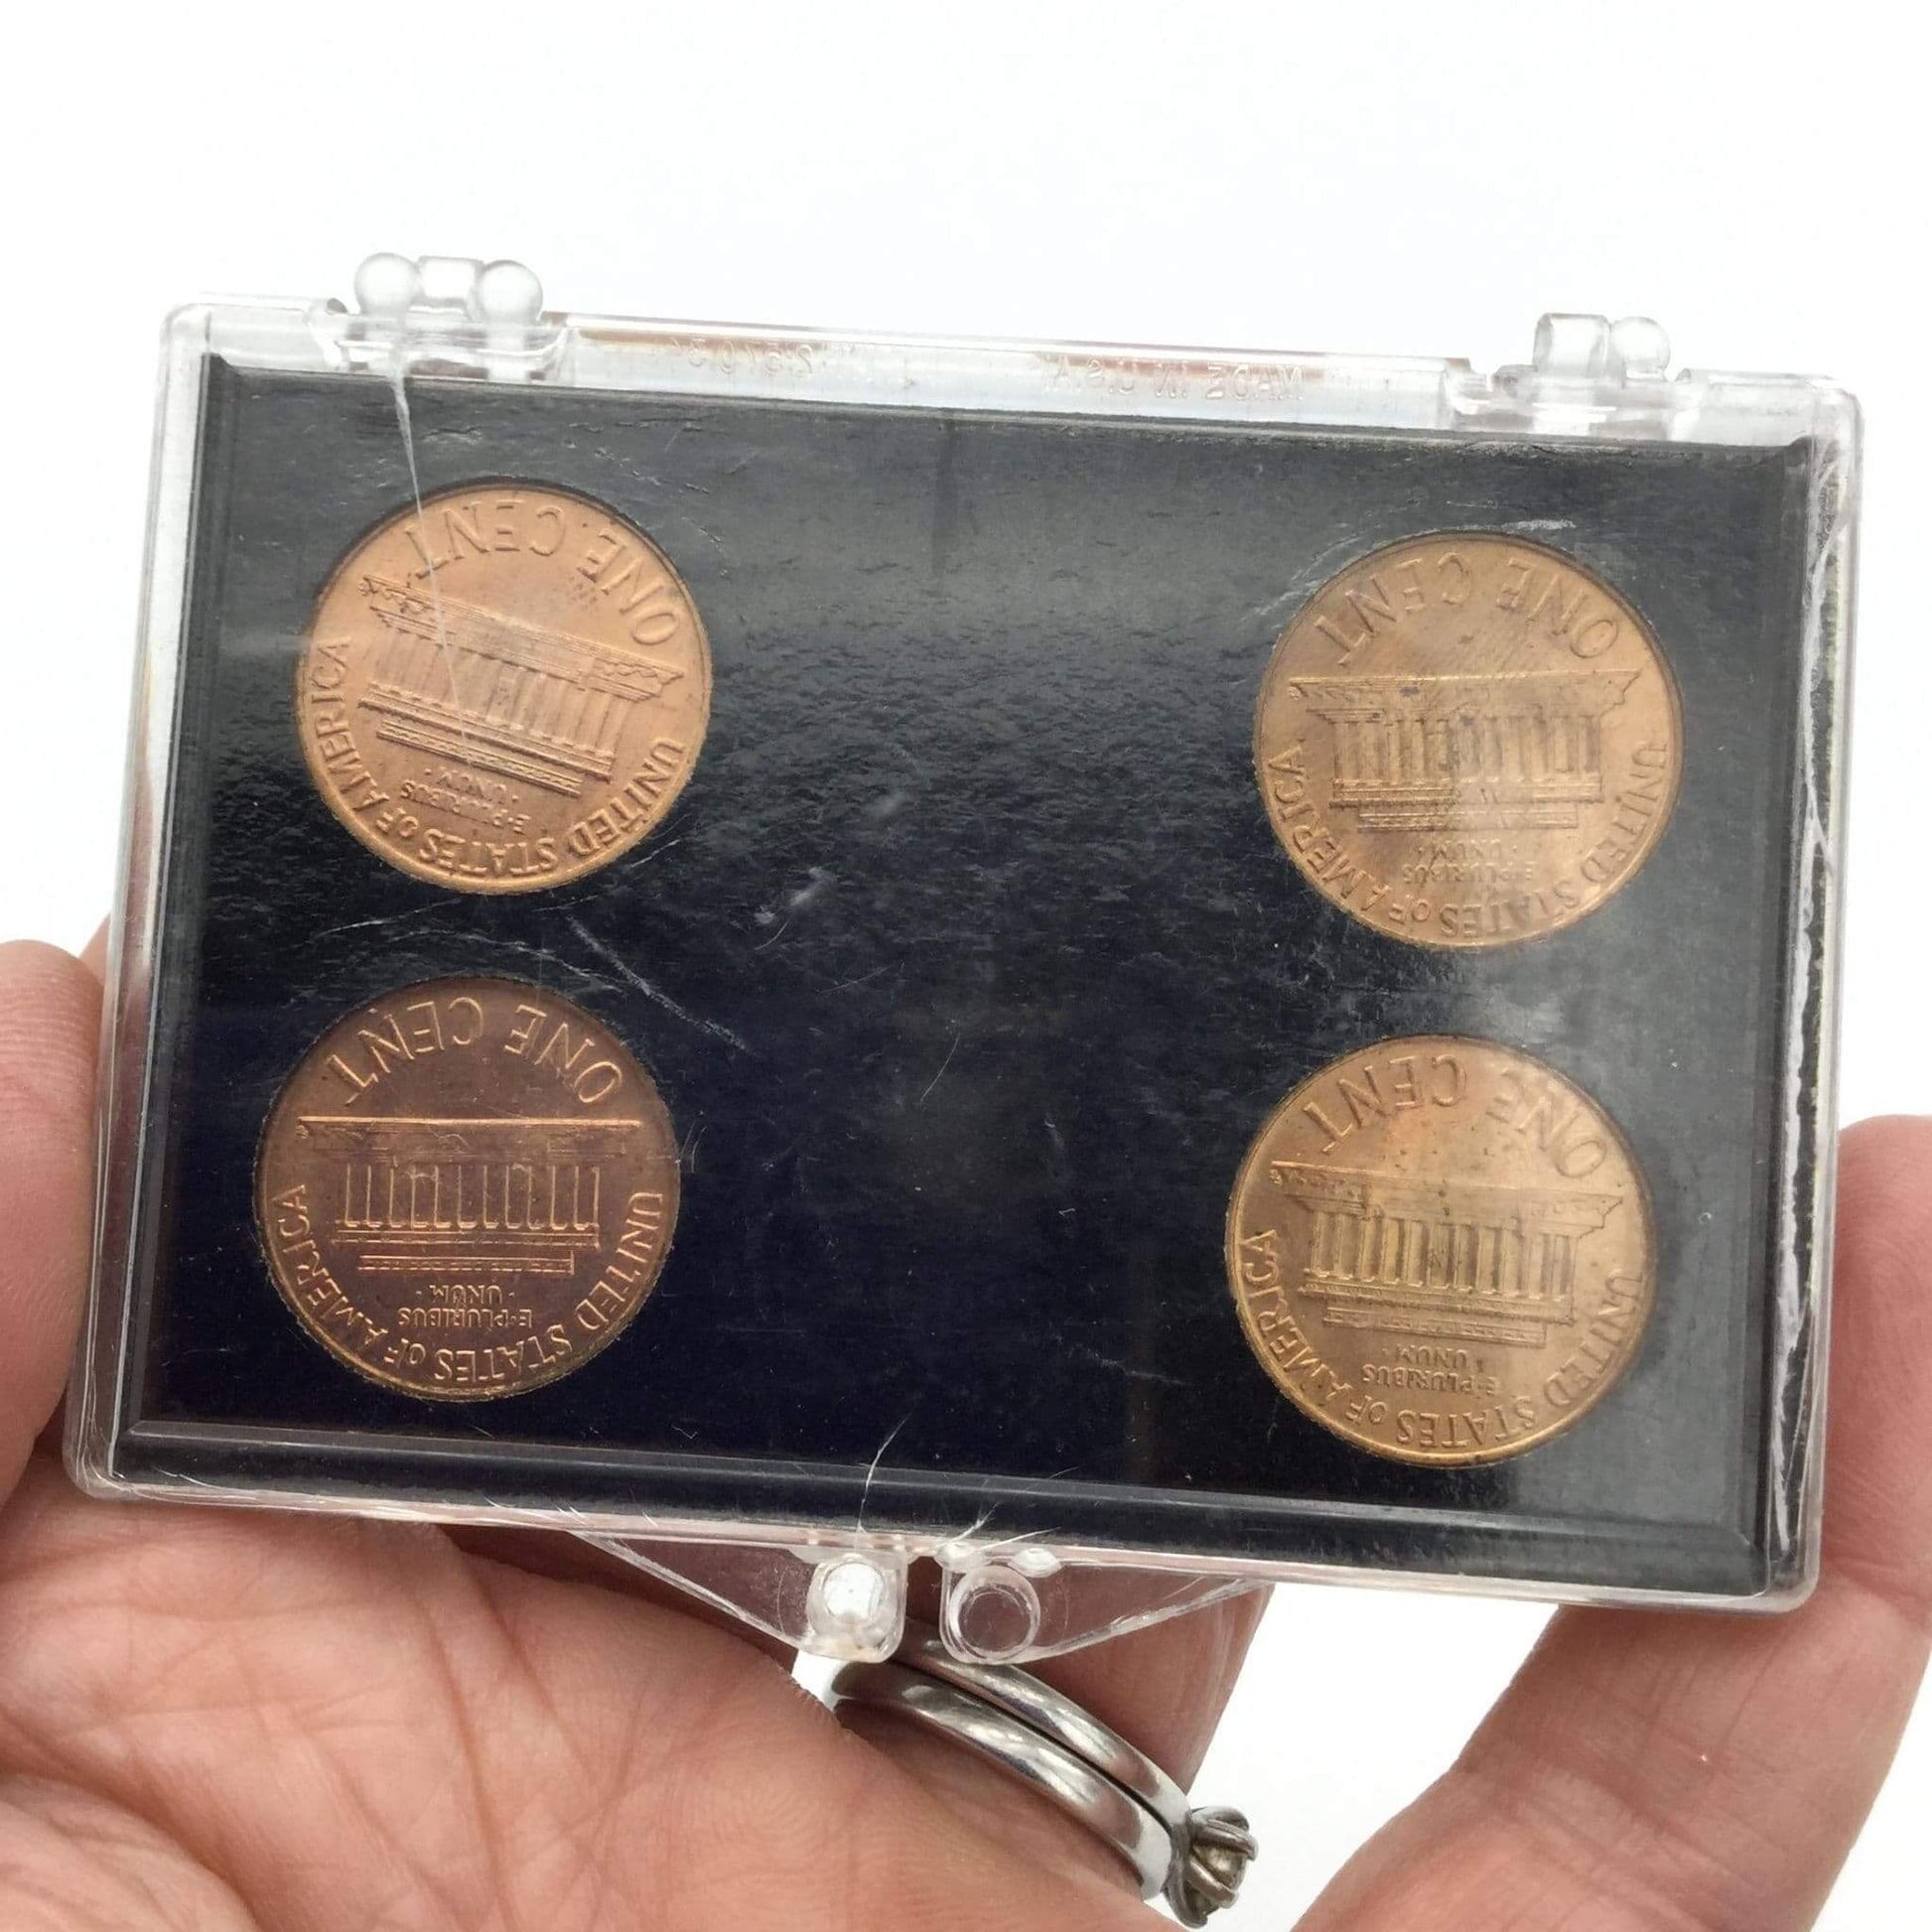 MADE IN U.S.A.
UNITED STATES OF AMERICA
E·PLURIBUS
·UNUM·
ONE CENT
UNITED STATES OF AMERICA
E·PLURIBUS
·UNUM·
ONE CENT
UNITED STATES OF AMERICA
E·PLURIBUS
·UNUM·
ONE CENT
UNITED STATES OF AMERICA
E·PLURIBUS
·UNUM·
ONE CENT